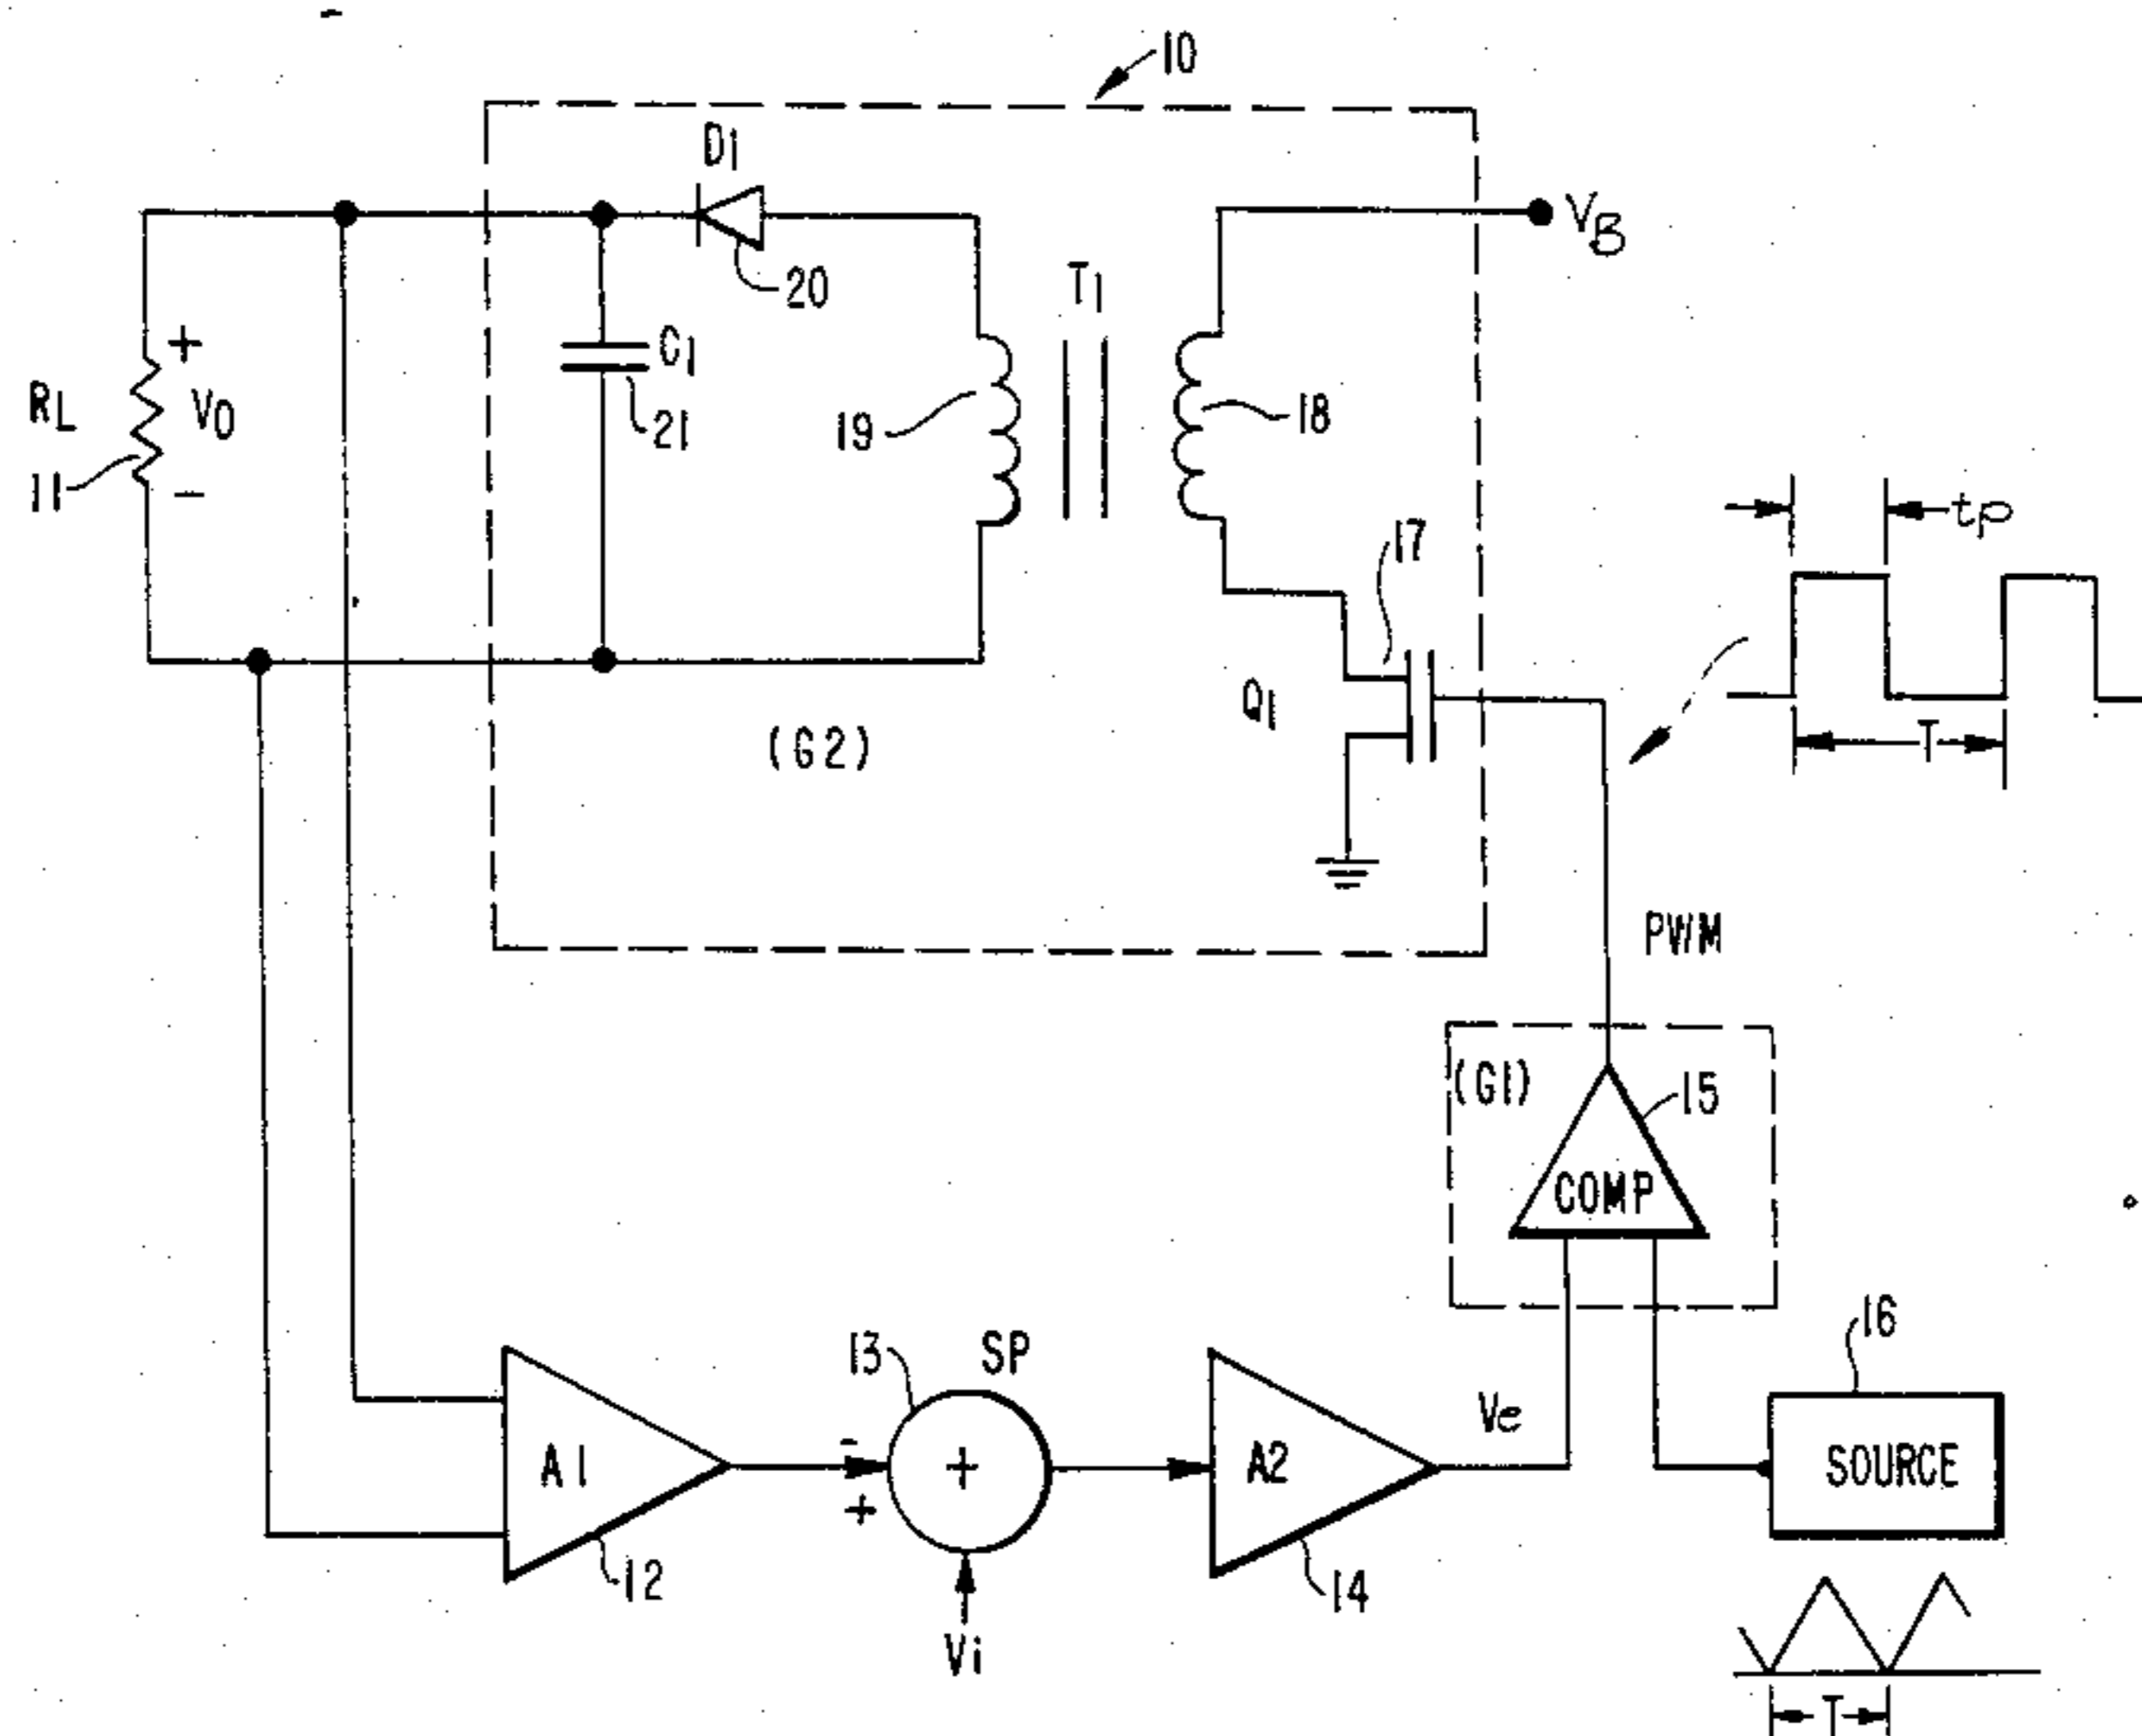 10
D1
VB
20
T1
+
C1
RL
VO
21
19
18
11
-
tp
17
Q1
T
(G2)
PWM
(G1)
15
COMP
13
SP
16
Ve
-
A1
+
A2
SOURCE
+
12
14
Vi
T